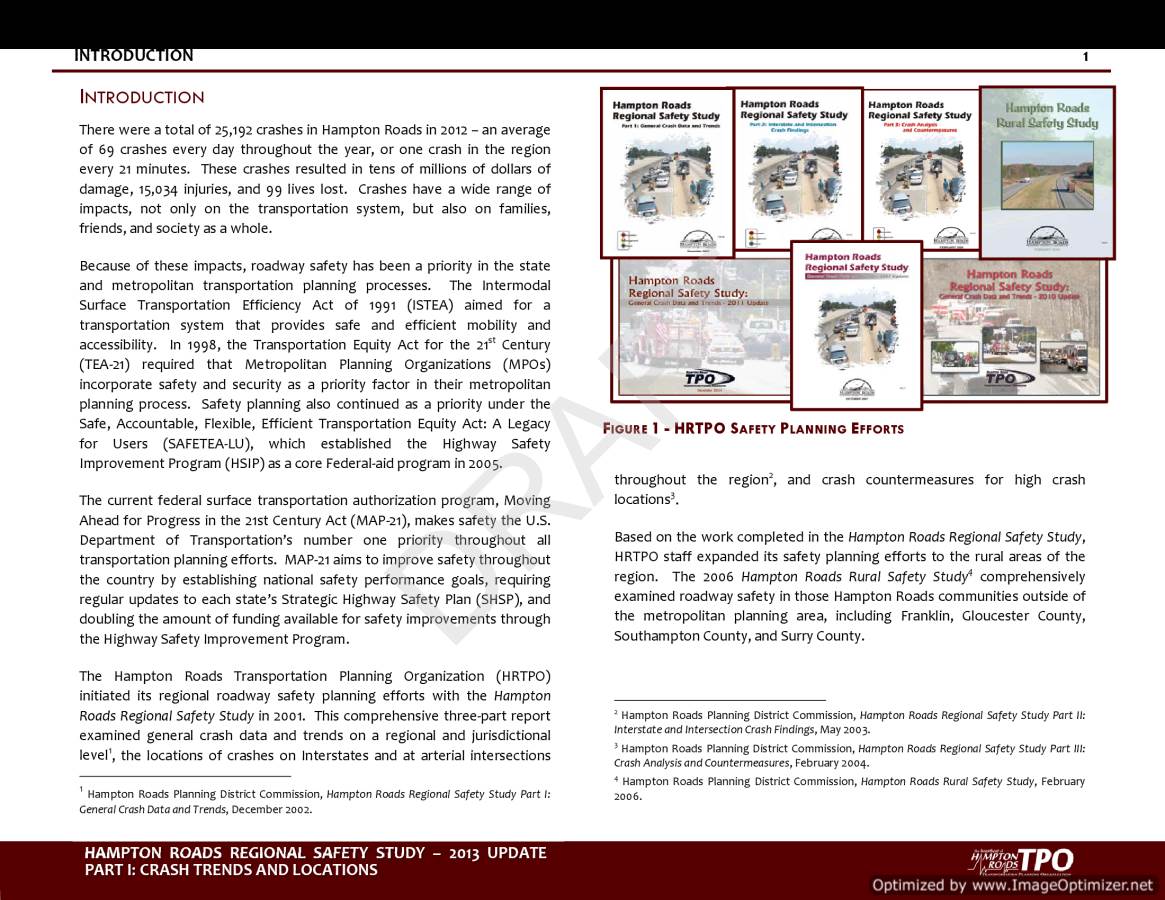 INTRODUCTION 1
INTRODUCTION
There were a total of 25,192 crashes in Hampton Roads in 2012 – an average
of 69 crashes every day throughout the year, or one crash in the region
every 21 minutes. These crashes resulted in tens of millions of dollars of
damage, 15,034 injuries, and 99 lives lost. Crashes have a wide range of
impacts, not only on the transportation system, but also on families,
friends, and society as a whole.
Because of these impacts, roadway safety has been a priority in the state
and metropolitan transportation planning processes. The Intermodal
Surface Transportation Efficiency Act of 1991 (ISTEA) aimed for a
transportation system that provides safe and efficient mobility and
accessibility. In 1998, the Transportation Equity Act for the 21st Century
(TEA-21) required that Metropolitan Planning Organizations (MPOs)
incorporate safety and security as a priority factor in their metropolitan
planning process. Safety planning also continued as a priority under the
Safe, Accountable, Flexible, Efficient Transportation Equity Act: A Legacy
for Users (SAFETEA-LU), which established the Highway Safety
Improvement Program (HSIP) as a core Federal-aid program in 2005.
The current federal surface transportation authorization program, Moving
Ahead for Progress in the 21st Century Act (MAP-21), makes safety the U.S.
Department of Transportation's number one priority throughout all
transportation planning efforts. MAP-21 aims to improve safety throughout
the country by establishing national safety performance goals, requiring
regular updates to each state's Strategic Highway Safety Plan (SHSP), and
doubling the amount of funding available for safety improvements through
the Highway Safety Improvement Program.
The Hampton Roads Transportation Planning Organization (HRTPO)
initiated its regional roadway safety planning efforts with the Hampton
Roads Regional Safety Study in 2001. This comprehensive three-part report
examined general crash data and trends on a regional and jurisdictional
level1, the locations of crashes on Interstates and at arterial intersections
1 Hampton Roads Planning District Commission, Hampton Roads Regional Safety Study Part I:
General Crash Data and Trends, December 2002.
Hampton Roads
Regional Safety Study
Part 1: General Crash Data and Trends
Hampton Roads
Regional Safety Study
Part 2: Interstate and Intersection
Crash Findings
Hampton Roads
Regional Safety Study
Part 3: Crash Analysis
and Countermeasures
Hampton Roads
Rural Safety Study
HAMPTON ROADS
Hampton Roads
Regional Safety Study:
General Crash Data and Trends - 2011 Update
TPO
Hampton Roads
Regional Safety Study
Hampton Roads
Regional Safety Study:
General Crash Data and Trends - 2010 Update
TPO
FIGURE 1 - HRTPO SAFETY PLANNING EFFORTS
throughout the region2, and crash countermeasures for high crash
locations3.
Based on the work completed in the Hampton Roads Regional Safety Study,
HRTPO staff expanded its safety planning efforts to the rural areas of the
region. The 2006 Hampton Roads Rural Safety Study4 comprehensively
examined roadway safety in those Hampton Roads communities outside of
the metropolitan planning area, including Franklin, Gloucester County,
Southampton County, and Surry County.
2 Hampton Roads Planning District Commission, Hampton Roads Regional Safety Study Part II:
Interstate and Intersection Crash Findings, May 2003.
3 Hampton Roads Planning District Commission, Hampton Roads Regional Safety Study Part III:
Crash Analysis and Countermeasures, February 2004.
4 Hampton Roads Planning District Commission, Hampton Roads Rural Safety Study, February
2006.
DRAFT
HAMPTON ROADS REGIONAL SAFETY STUDY – 2013 UPDATE
PART I: CRASH TRENDS AND LOCATIONS
HAMPTON ROADS TPO
Optimized by www.ImageOptimizer.net